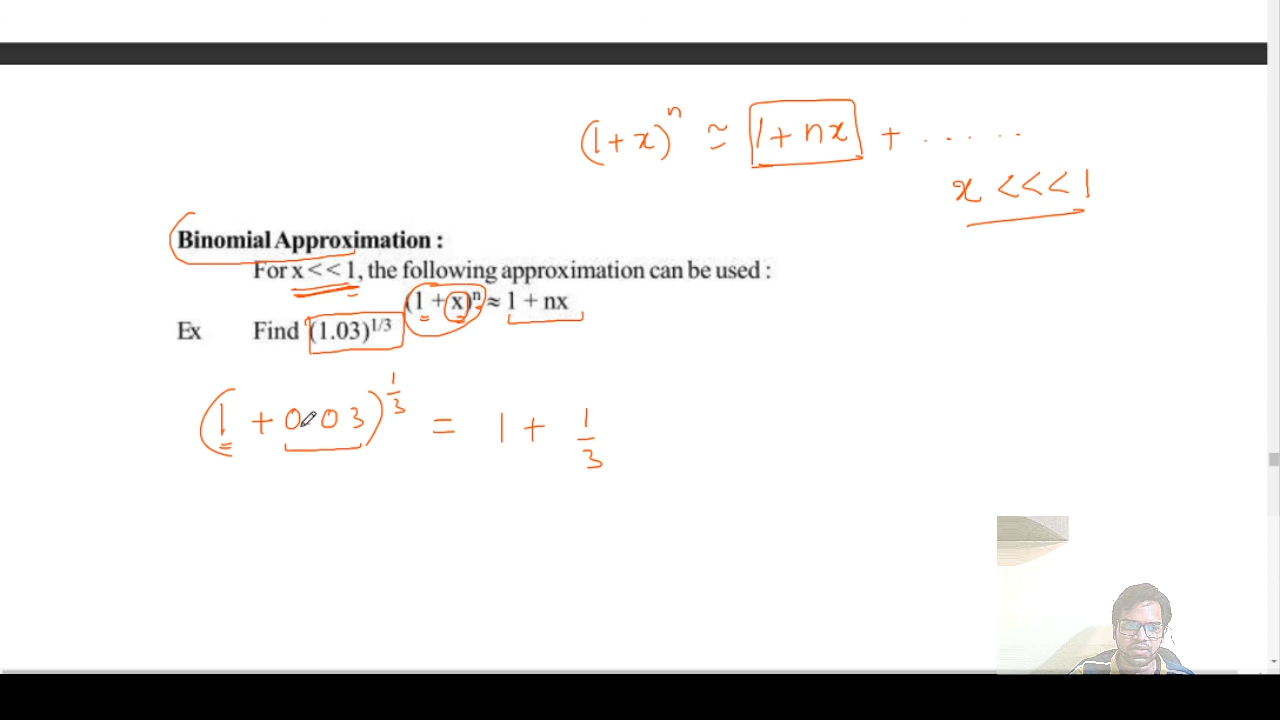 (1+x)^n ≃ 1+nx + ......
x <<< 1
Binomial Approximation :
For x << 1, the following approximation can be used :
(1 + x)^n ≈ 1 + nx
Ex Find (1.03)^1/3
(1 + 0.03)^1/3 = 1 + 1/3